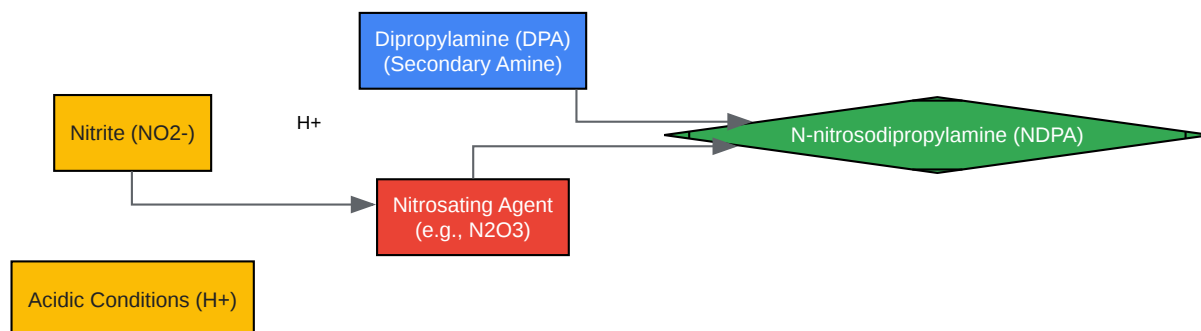 Dipropylamine (DPA)
(Secondary Amine)
Nitrite (NO2-)
H+
N-nitrosodipropylamine (NDPA)
Nitrosating Agent
(e.g., N2O3)
Acidic Conditions (H+)